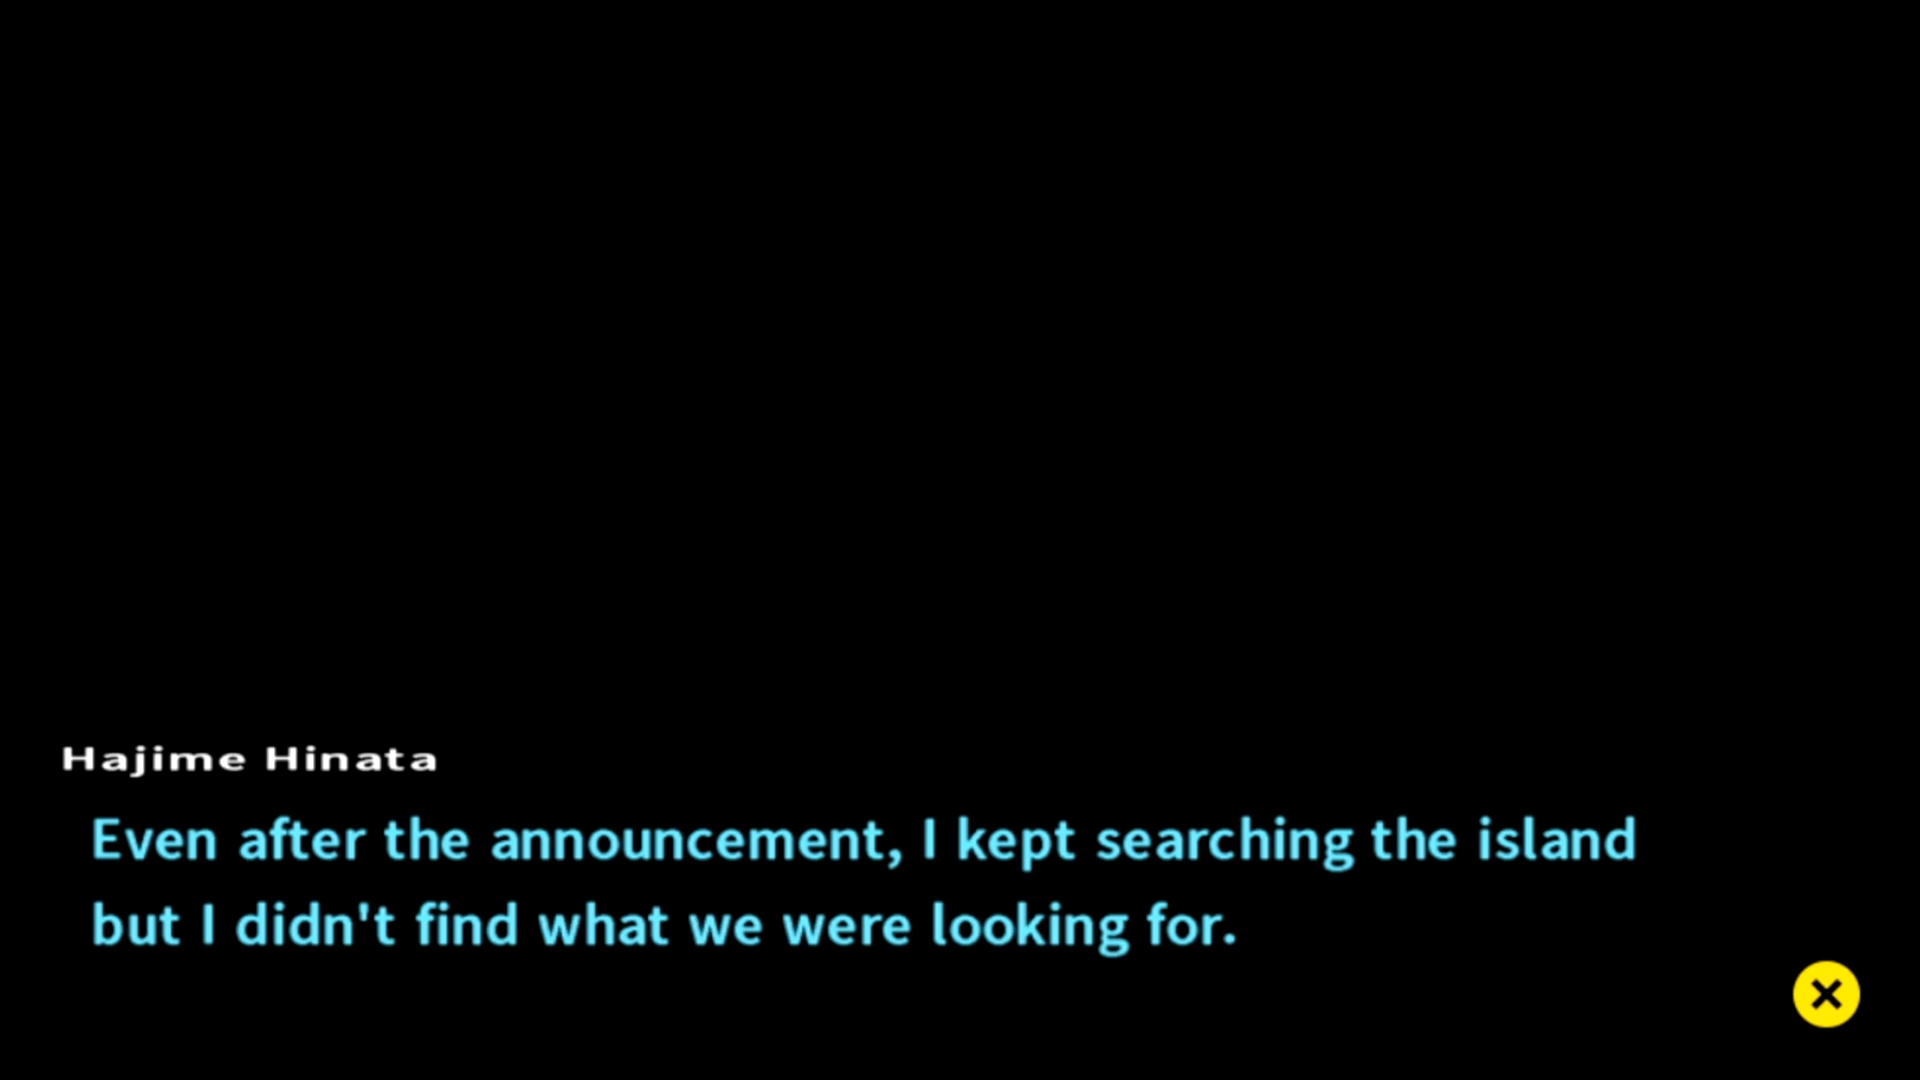 Hajime Hinata
Even after the announcement, I kept searching the island
but I didn't find what we were looking for.